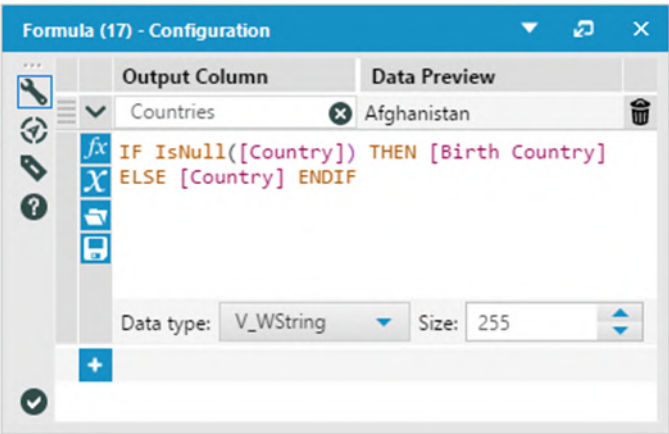 Formula (17) - Configuration
Output Column Data Preview
Countries Afghanistan
fx IF IsNull([Country]) THEN [Birth Country]
X ELSE [Country] ENDIF
Data type: V_WString Size: 255